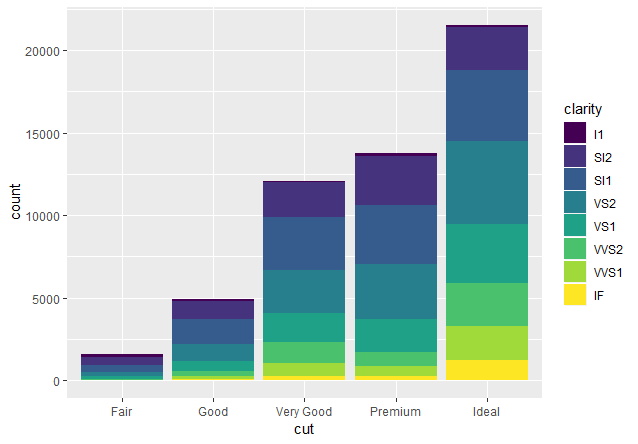 20000
15000
10000
5000
0
count
Fair
Good
Very Good
Premium
Ideal
cut
clarity
I1
SI2
SI1
VS2
VS1
VVS2
VVS1
IF